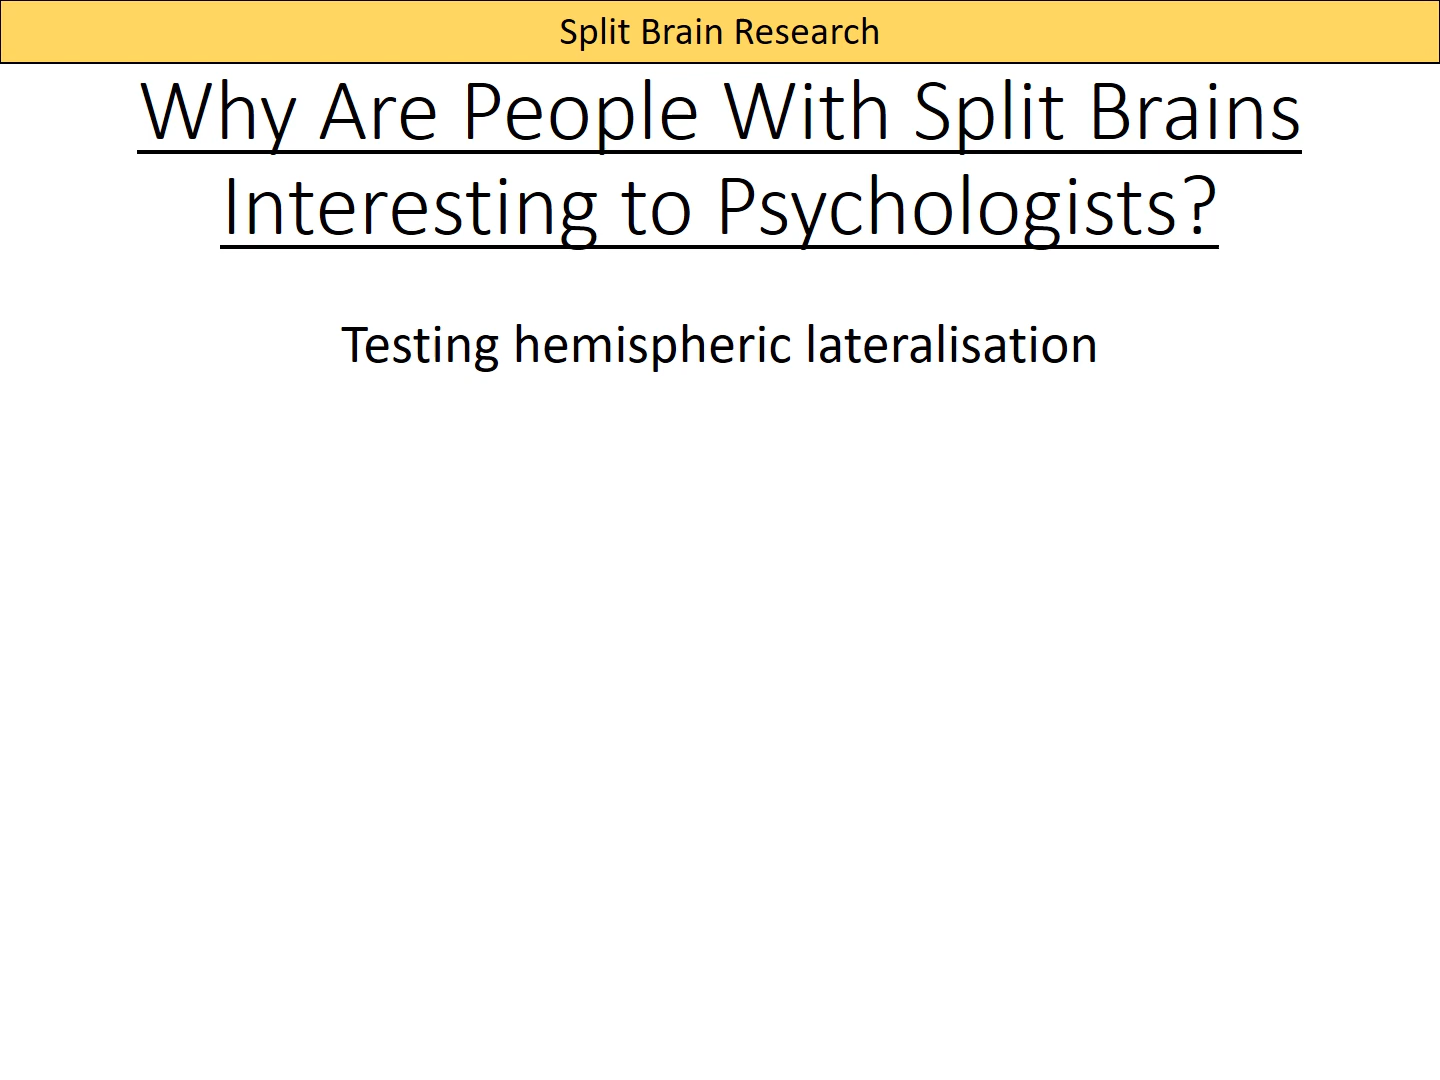 Split Brain Research
Why Are People With Split Brains
Interesting to Psychologists?
Testing hemispheric lateralisation